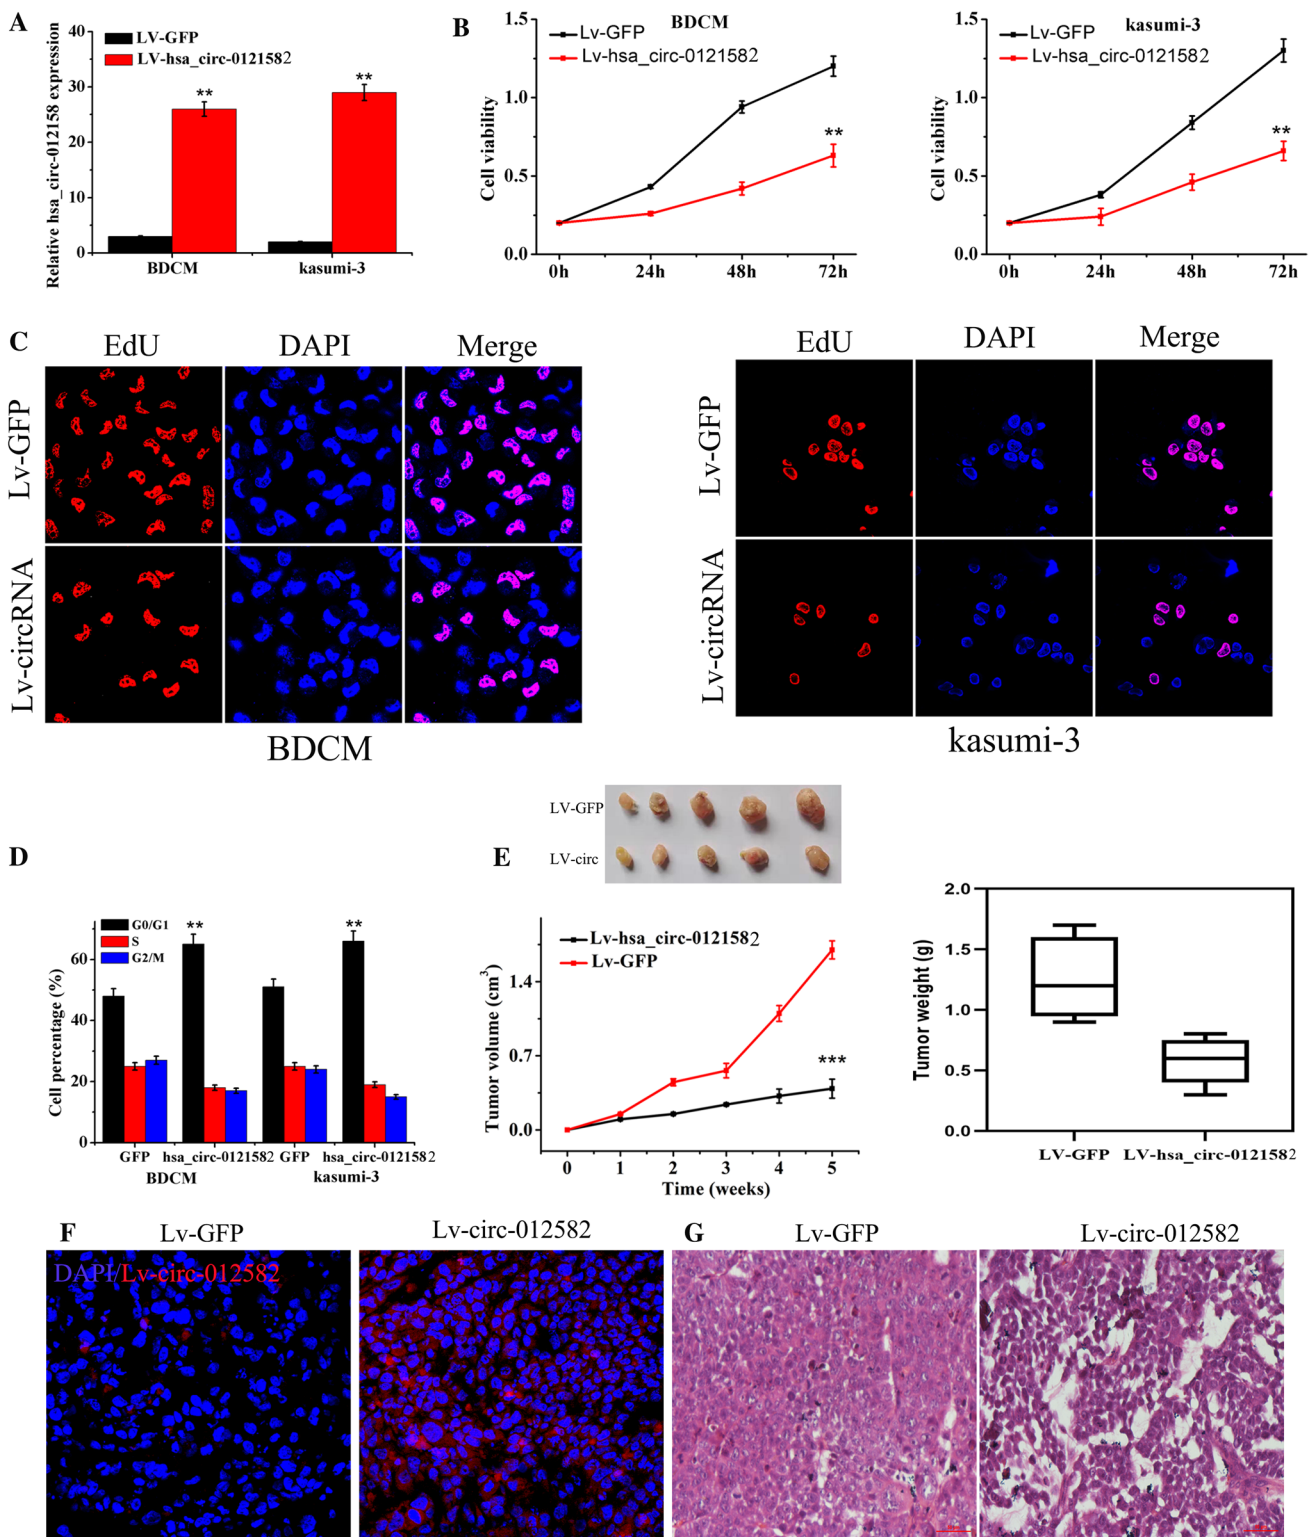 A
Relative hsa_circ-012158 expression
40
30
20
10
0
LV-GFP
LV-hsa_circ-0121582
**
**
BDCM
kasumi-3
B
Cell viability
1.5
1.0
0.5
0.0
BDCM
Lv-GFP
Lv-hsa_circ-0121582
**
0h
24h
48h
72h
Cell viability
1.5
1.0
0.5
0.0
kasumi-3
Lv-GFP
Lv-hsa_circ-0121582
**
0h
24h
48h
72h
C
EdU
DAPI
Merge
Lv-GFP
Lv-circRNA
BDCM
EdU
DAPI
Merge
Lv-GFP
Lv-circRNA
kasumi-3
D
Cell percentage (%)
60
40
20
0
G0/G1
S
G2/M
**
**
GFP
hsa_circ-0121582
GFP
hsa_circ-0121582
BDCM
kasumi-3
E
LV-GFP
LV-circ
Tumor volume (cm3)
1.4
0.7
0.0
Lv-hsa_circ-0121582
Lv-GFP
***
0
1
2
3
4
5
Time (weeks)
Tumor weight (g)
2.0
1.5
1.0
0.5
0.0
LV-GFP
LV-hsa_circ-0121582
F
Lv-GFP
Lv-circ-012582
DAPI/Lv-circ-012582
G
Lv-GFP
Lv-circ-012582